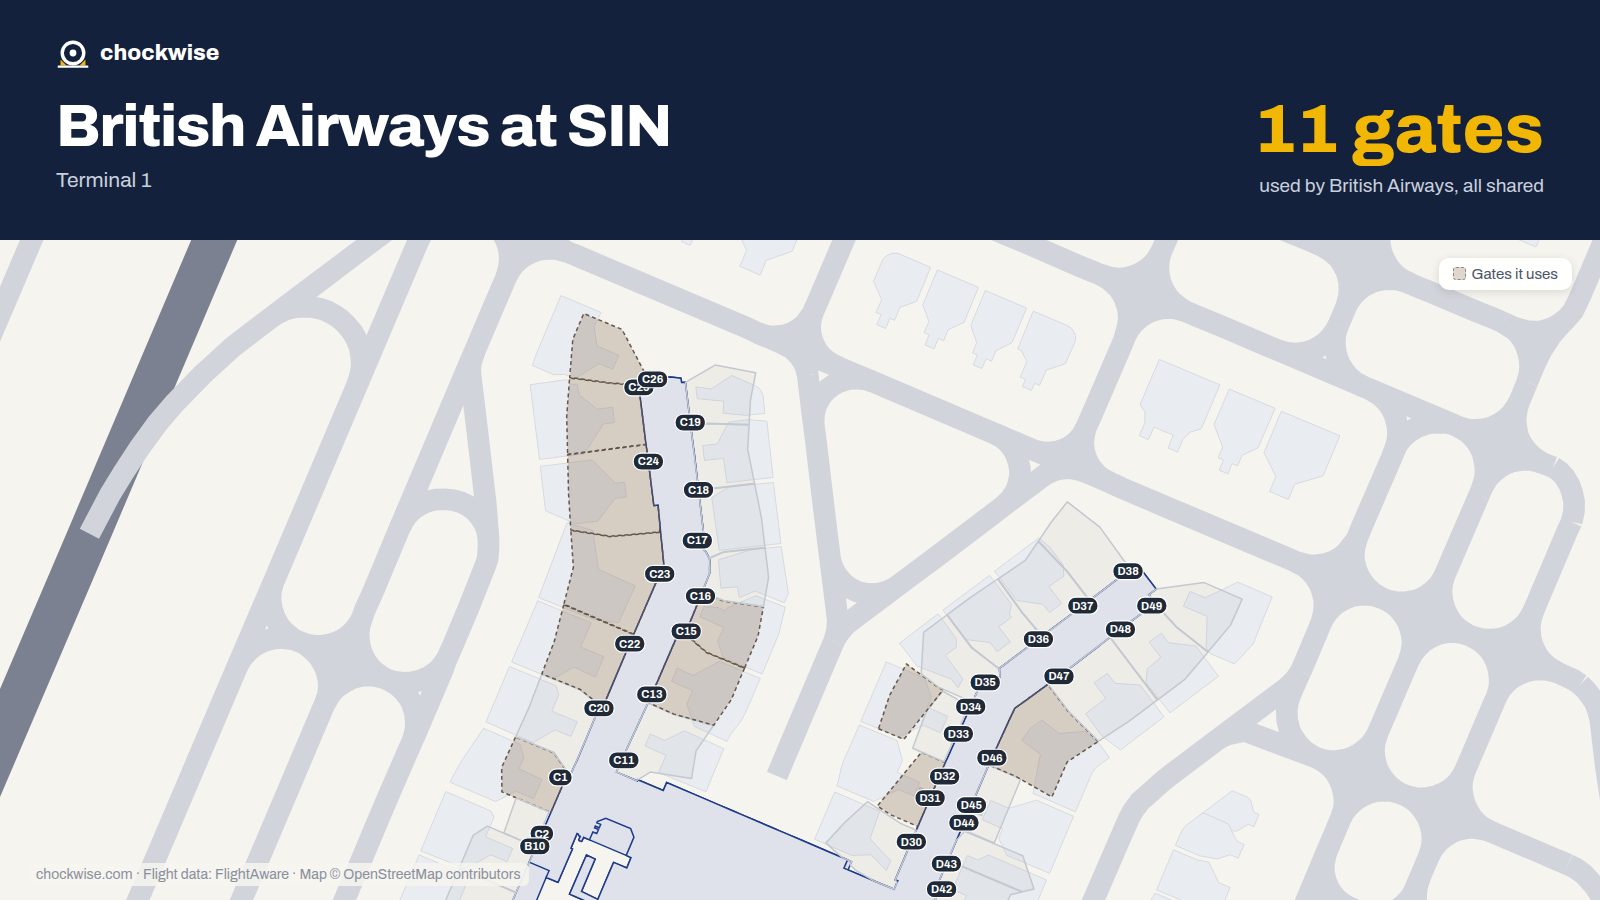 chockwise
British Airways at SIN
Terminal 1
11 gates
used by British Airways, all shared
Gates it uses
C26
C19
C24
C18
C17
C23
C16
C15
C22
C13
C20
C11
C1
C2
B10
D38
D37
D49
D48
D36
D47
D35
D34
D33
D46
D32
D31
D45
D44
D30
D43
D42
chockwise.com · Flight data: FlightAware · Map © OpenStreetMap contributors